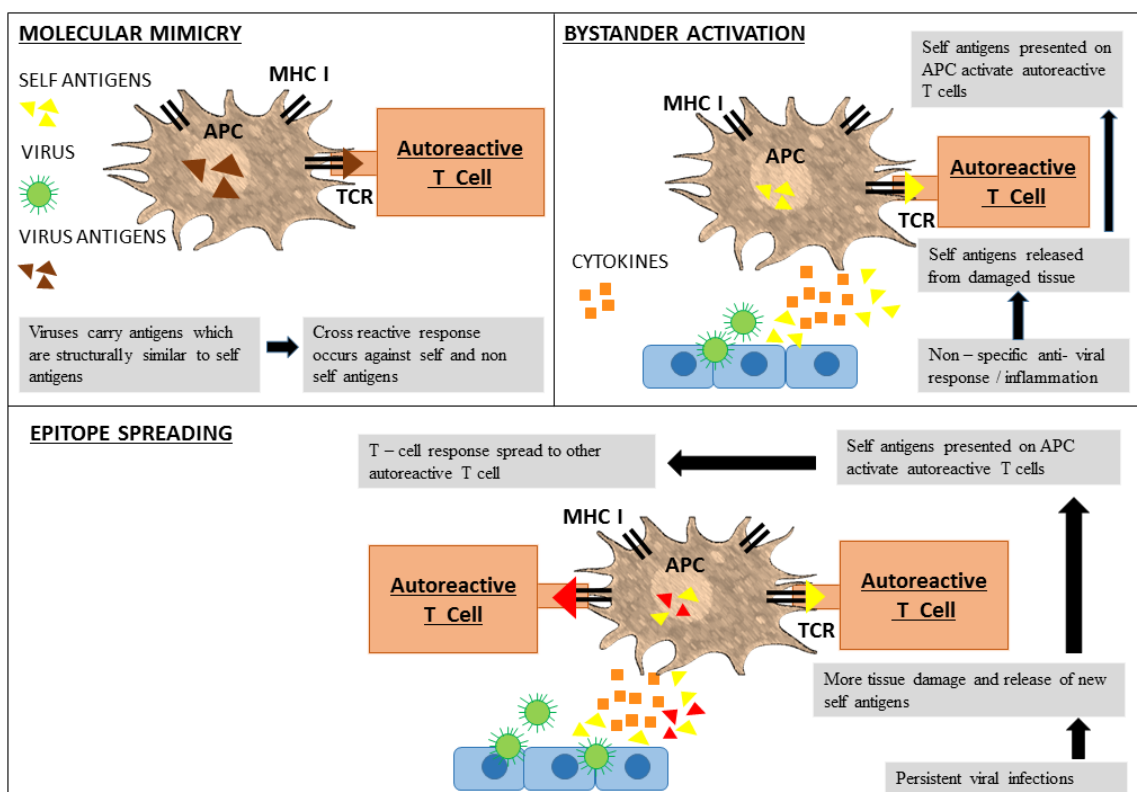 MOLECULAR MIMICRY
SELF ANTIGENS
VIRUS
VIRUS ANTIGENS
MHC I
APC
TCR
Autoreactive
T Cell
Viruses carry antigens which
are structurally similar to self
antigens
Cross reactive response
occurs against self and non
self antigens
BYSTANDER ACTIVATION
MHC I
APC
TCR
Autoreactive
T Cell
CYTOKINES
Self antigens presented on
APC activate autoreactive
T cells
Self antigens released
from damaged tissue
Non – specific anti- viral
response / inflammation
EPITOPE SPREADING
T – cell response spread to other
autoreactive T cell
Self antigens presented on APC
activate autoreactive T cells
MHC I
APC
Autoreactive
T Cell
TCR
Autoreactive
T Cell
More tissue damage and release of new
self antigens
Persistent viral infections